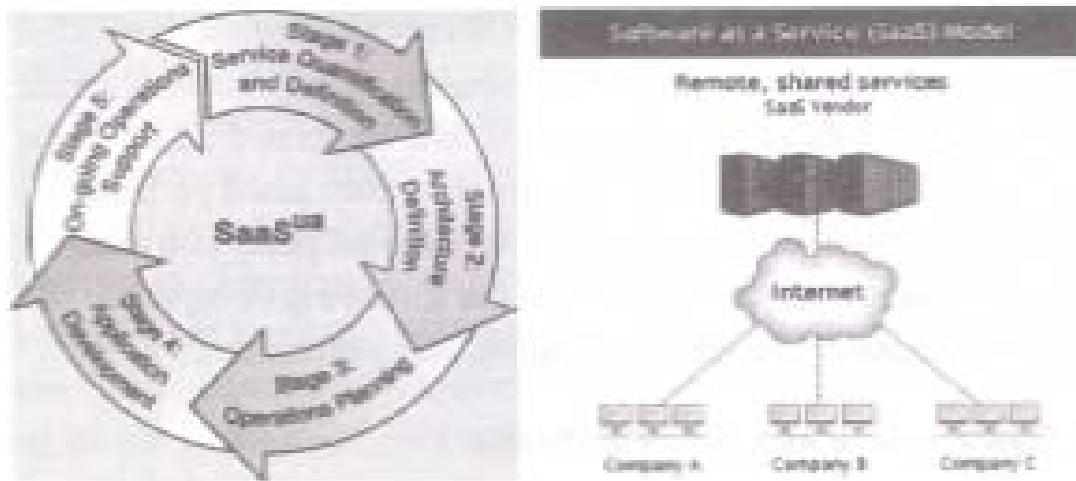 Stage 1:
Service Quantification
and Definition
Stage 2:
Architecture
Definition
Stage 3:
Operations Planning
Stage 4:
Application
Development
Stage 5:
On-going Operations
Support
SaaS
Software as a Service (SaaS) Model
Remote, shared services
SaaS Vendor
Internet
Company A
Company B
Company C